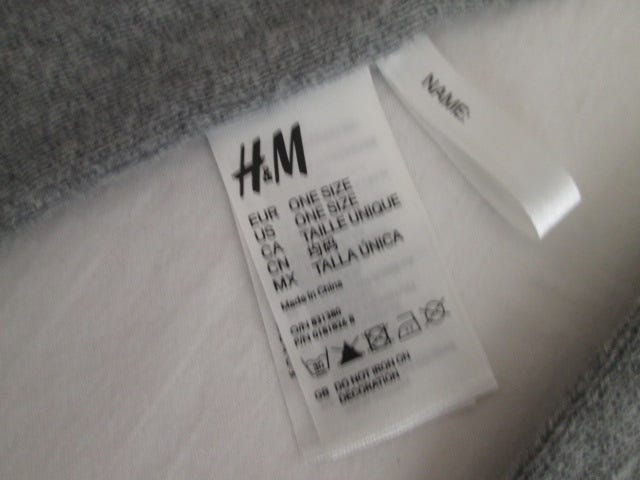 H&M
EUR ONE SIZE
US ONE SIZE
CA TAILLE UNIQUE
CN 均码
MX TALLA ÚNICA
Made in China
GB DO NOT IRON ON
DECORATION
NAME: